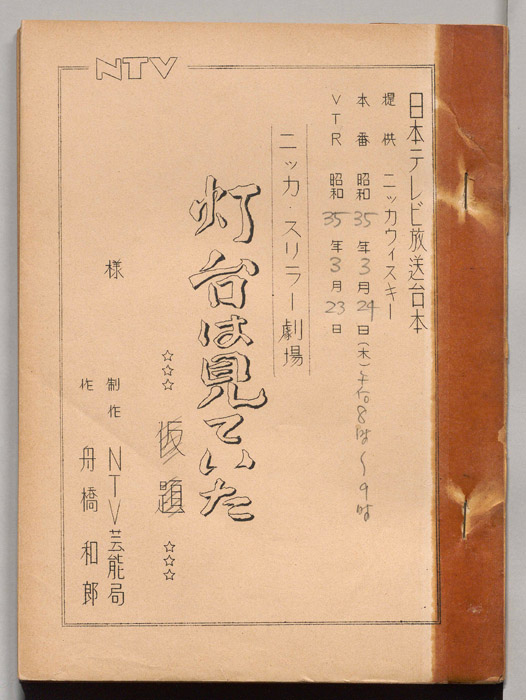 NTV
日本テレビ放送台本
提供 ニッカウィスキー
本番 昭和35年3月24日(木)午后8時〜9時
VTR 昭和35年3月23日
ニッカ・スリラー劇場
灯台は見ていた
☆☆☆ 仮題 ☆☆☆
様
制作 NTV芸能局
作 舟橋和郎